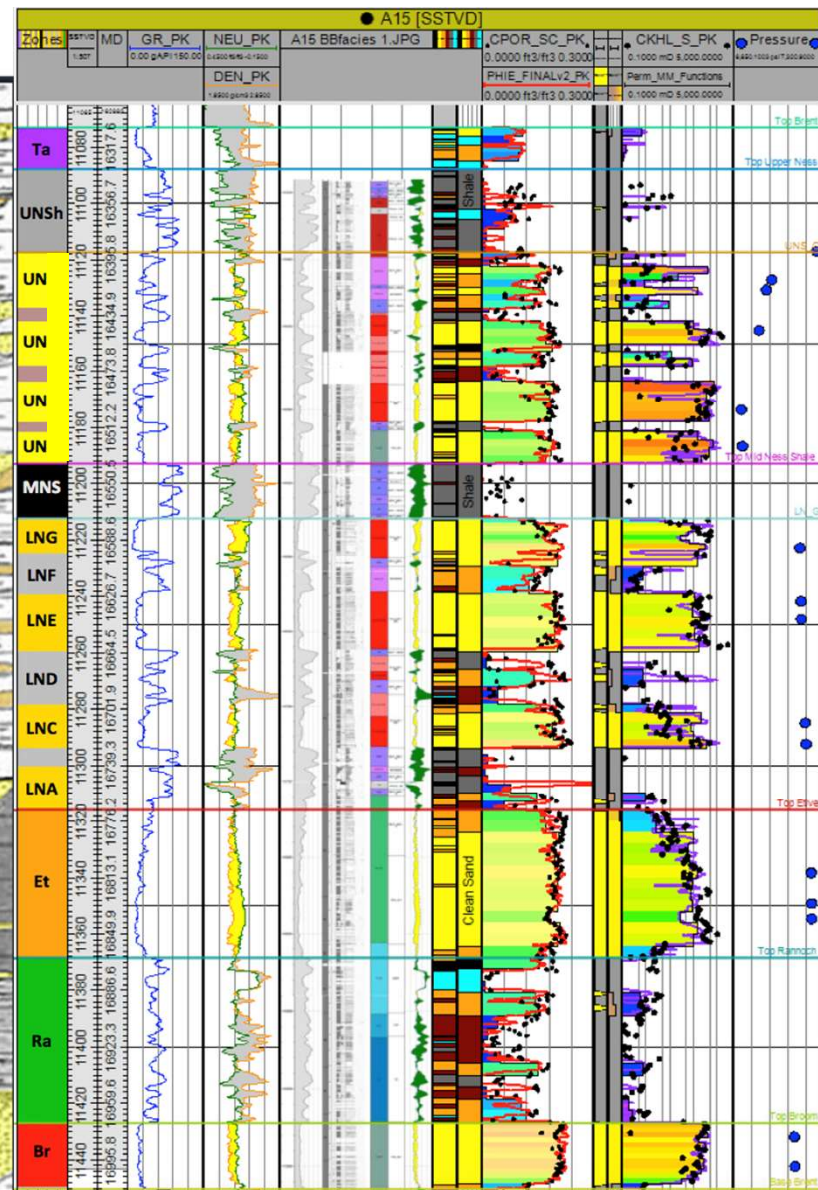 A15 [SSTVD]
Zones
SSTVD
MD
GR_PK
NEU_PK
A15 BBfacies 1.JPG
CPOR_SC_PK
CKHL_S_PK
Pressure
1:927
0.00 gAPI 150.00
DEN_PK
0.0000 ft3/ft3 0.3000
0.1000 mD 5,000.0000
PHIE_FINALv2_PK
Perm_MM_Functions
0.0000 ft3/ft3 0.3000
0.1000 mD 5,000.0000
Top Brent
Ta
11080
16317.6
Top Upper Ness
UNSh
11100
16356.7
Shale
11120
16395.8
UN
11140
16434.9
UN
11160
16473.8
UN
11180
16512.2
UN
Top Mid Ness Shale
MNS
11200
16550.5
Shale
LN_G
LNG
11220
16588.6
LNF
11240
16626.7
LNE
11260
16664.5
LND
11280
16701.9
LNC
11300
16739.3
LNA
11320
16776.2
Top Etive
Et
11340
16813.1
Clean Sand
11360
16849.9
Top Rannoch
11380
16886.6
Ra
11400
16923.3
11420
16959.6
Top Broom
Br
11440
16995.8
Base Brent